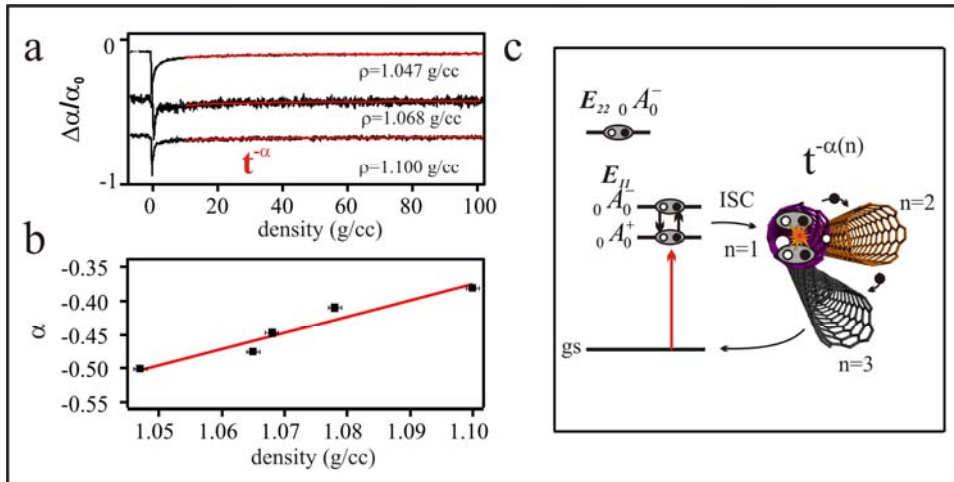 a
0
Δα/α₀
-1
ρ=1.047 g/cc
ρ=1.068 g/cc
ρ=1.100 g/cc
t^-α
0 20 40 60 80 100
density (g/cc)
b
α
-0.35
-0.40
-0.45
-0.50
-0.55
1.05 1.06 1.07 1.08 1.09 1.10
density (g/cc)
c
E₂₂ ₀A₀⁻
E₁₁
₀A₀⁻
₀A₀⁺
gs
ISC
n=1
t^-α(n)
n=2
n=3